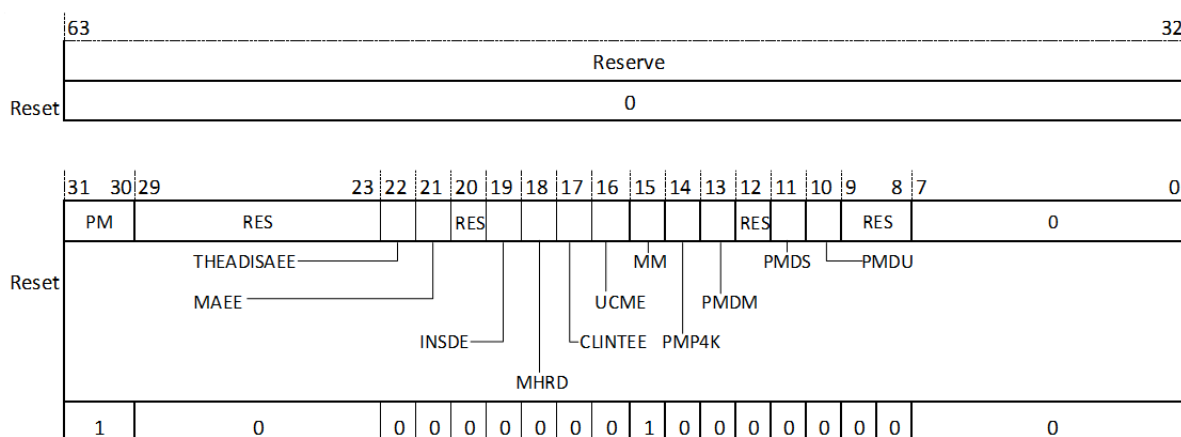 63 32
Reserve
Reset 0
31 30 29 23 22 21 20 19 18 17 16 15 14 13 12 11 10 9 8 7 0
PM RES RES RES RES 0
THEADISAEE MM PMDS PMDU
Reset
MAEE UCME PMDM
INSDE CLINTEE PMP4K
MHRD
1 0 0 0 0 0 0 0 0 1 0 0 0 0 0 0 0 0